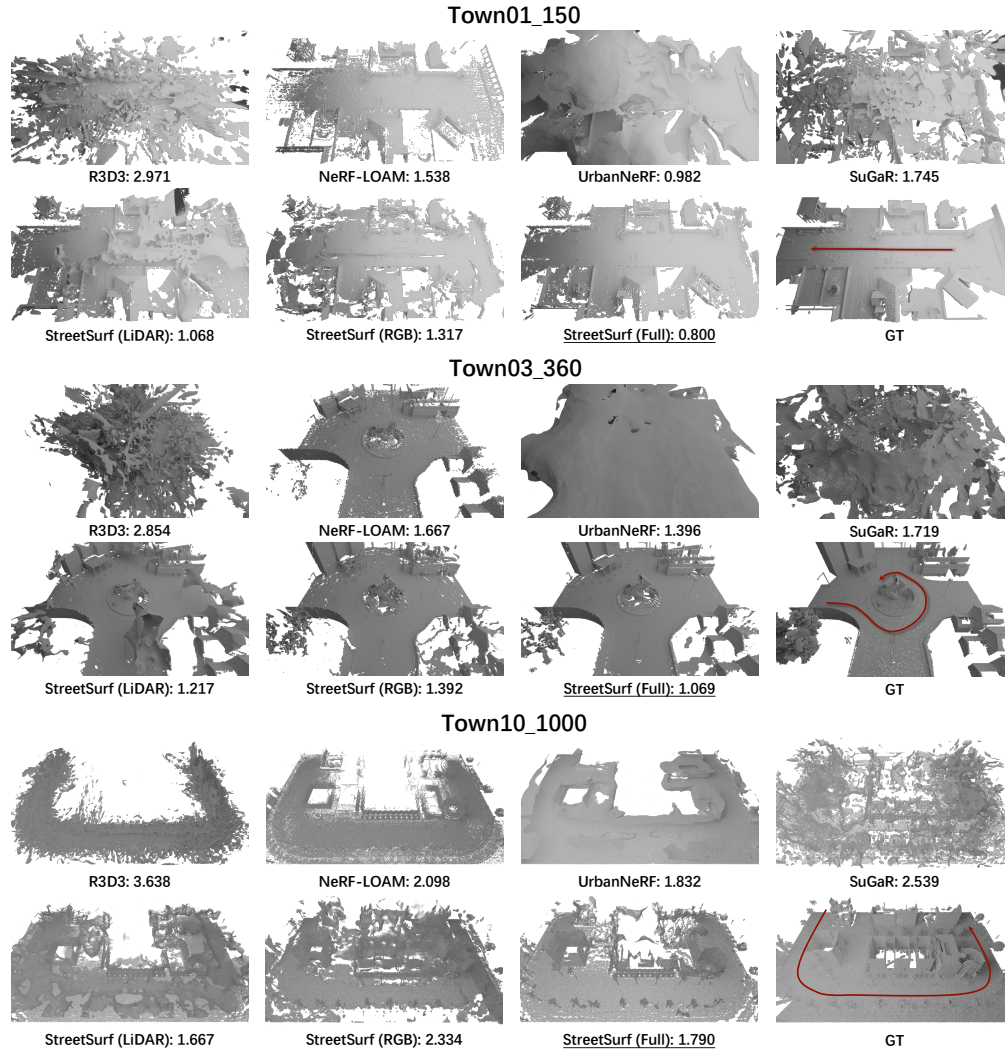 Town01_150
R3D3: 2.971
NeRF-LOAM: 1.538
UrbanNeRF: 0.982
SuGaR: 1.745
StreetSurf (LiDAR): 1.068
StreetSurf (RGB): 1.317
StreetSurf (Full): 0.800
GT
Town03_360
R3D3: 2.854
NeRF-LOAM: 1.667
UrbanNeRF: 1.396
SuGaR: 1.719
StreetSurf (LiDAR): 1.217
StreetSurf (RGB): 1.392
StreetSurf (Full): 1.069
GT
Town10_1000
R3D3: 3.638
NeRF-LOAM: 2.098
UrbanNeRF: 1.832
SuGaR: 2.539
StreetSurf (LiDAR): 1.667
StreetSurf (RGB): 2.334
StreetSurf (Full): 1.790
GT